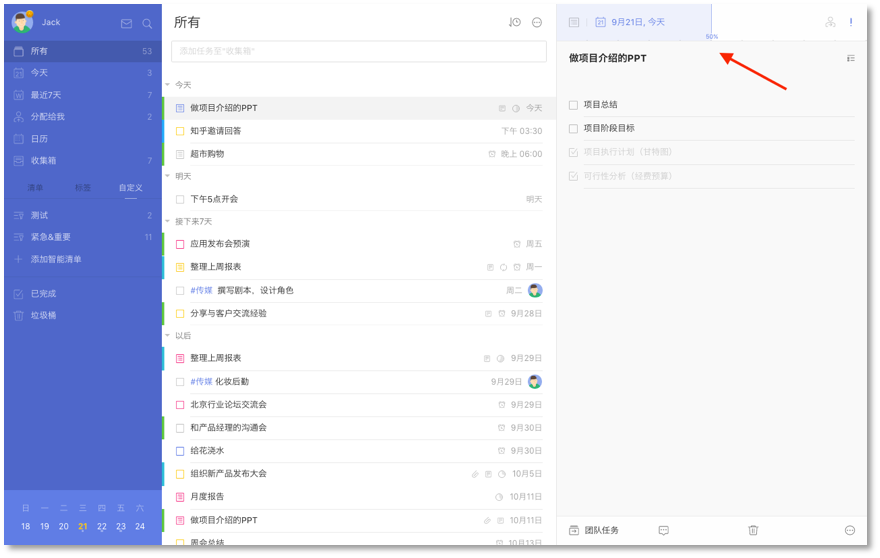 Jack
所有 53
今天 3
最近7天 7
分配给我 2
日历
收集箱 7
清单 标签 自定义
测试 2
紧急&重要 11
添加智能清单
已完成
垃圾桶
日 一 二 三 四 五 六
18 19 20 21 22 23 24
所有
添加任务至"收集箱"
今天
做项目介绍的PPT 今天
知乎邀请回答 下午 03:30
超市购物 晚上 06:00
明天
下午5点开会 明天
接下来7天
应用发布会预演 周五
整理上周报表 周一
#传媒 撰写剧本、设计角色 周二
分享与客户交流经验 9月28日
以后
整理上周报表 9月29日
#传媒 化妆后勤 9月29日
北京行业论坛交流会 9月29日
和产品经理的沟通会 9月30日
给花浇水 9月30日
组织新产品发布大会 10月5日
月度报告 10月11日
做项目介绍的PPT 10月11日
周会总结 10月13日
21 9月21日, 今天
50%
做项目介绍的PPT
项目总结
项目阶段目标
项目执行计划（甘特图）
可行性分析（经费预算）
团队任务